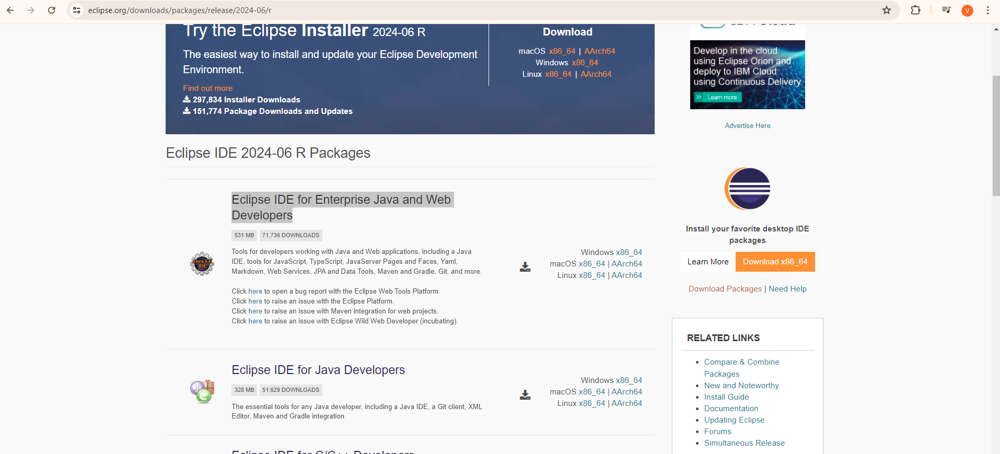 eclipse.org/downloads/packages/release/2024-06/r
V
Try the Eclipse Installer 2024-06 R
The easiest way to install and update your Eclipse Development
Environment.
Find out more
297,834 Installer Downloads
151,774 Package Downloads and Updates
Download
macOS x86_64 | AArch64
Windows x86_64
Linux x86_64 | AArch64
Develop in the cloud
using Eclipse Orion and
deploy to IBM Cloud
using Continuous Delivery
>> Learn more
Advertise Here
Eclipse IDE 2024-06 R Packages
Eclipse IDE for Enterprise Java and Web
Developers
531 MB 71,736 DOWNLOADS
Java EE
IDE
Tools for developers working with Java and Web applications, including a Java
IDE, tools for JavaScript, TypeScript, JavaServer Pages and Faces, Yaml,
Markdown, Web Services, JPA and Data Tools, Maven and Gradle, Git, and more.
Click here to open a bug report with the Eclipse Web Tools Platform.
Click here to raise an issue with the Eclipse Platform.
Click here to raise an issue with Maven integration for web projects.
Click here to raise an issue with Eclipse Wild Web Developer (incubating).
Windows x86_64
macOS x86_64 | AArch64
Linux x86_64 | AArch64
Eclipse IDE for Java Developers
328 MB 51,629 DOWNLOADS
J
C
The essential tools for any Java developer, including a Java IDE, a Git client, XML
Editor, Maven and Gradle integration
Windows x86_64
macOS x86_64 | AArch64
Linux x86_64 | AArch64
Eclipse IDE for C/C++ Developers
Install your favorite desktop IDE
packages
Learn More Download x86_64
Download Packages | Need Help
RELATED LINKS
Compare & Combine
Packages
New and Noteworthy
Install Guide
Documentation
Updating Eclipse
Forums
Simultaneous Release